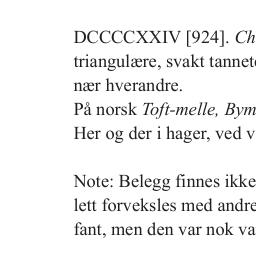 DCCCCXXIV [924]. Ch
triangulære, svakt tannet
nær hverandre.
På norsk Toft-melle, Bym
Her og der i hager, ved v

Note: Belegg finnes ikke
lett forveksles med andre
fant, men den var nok va